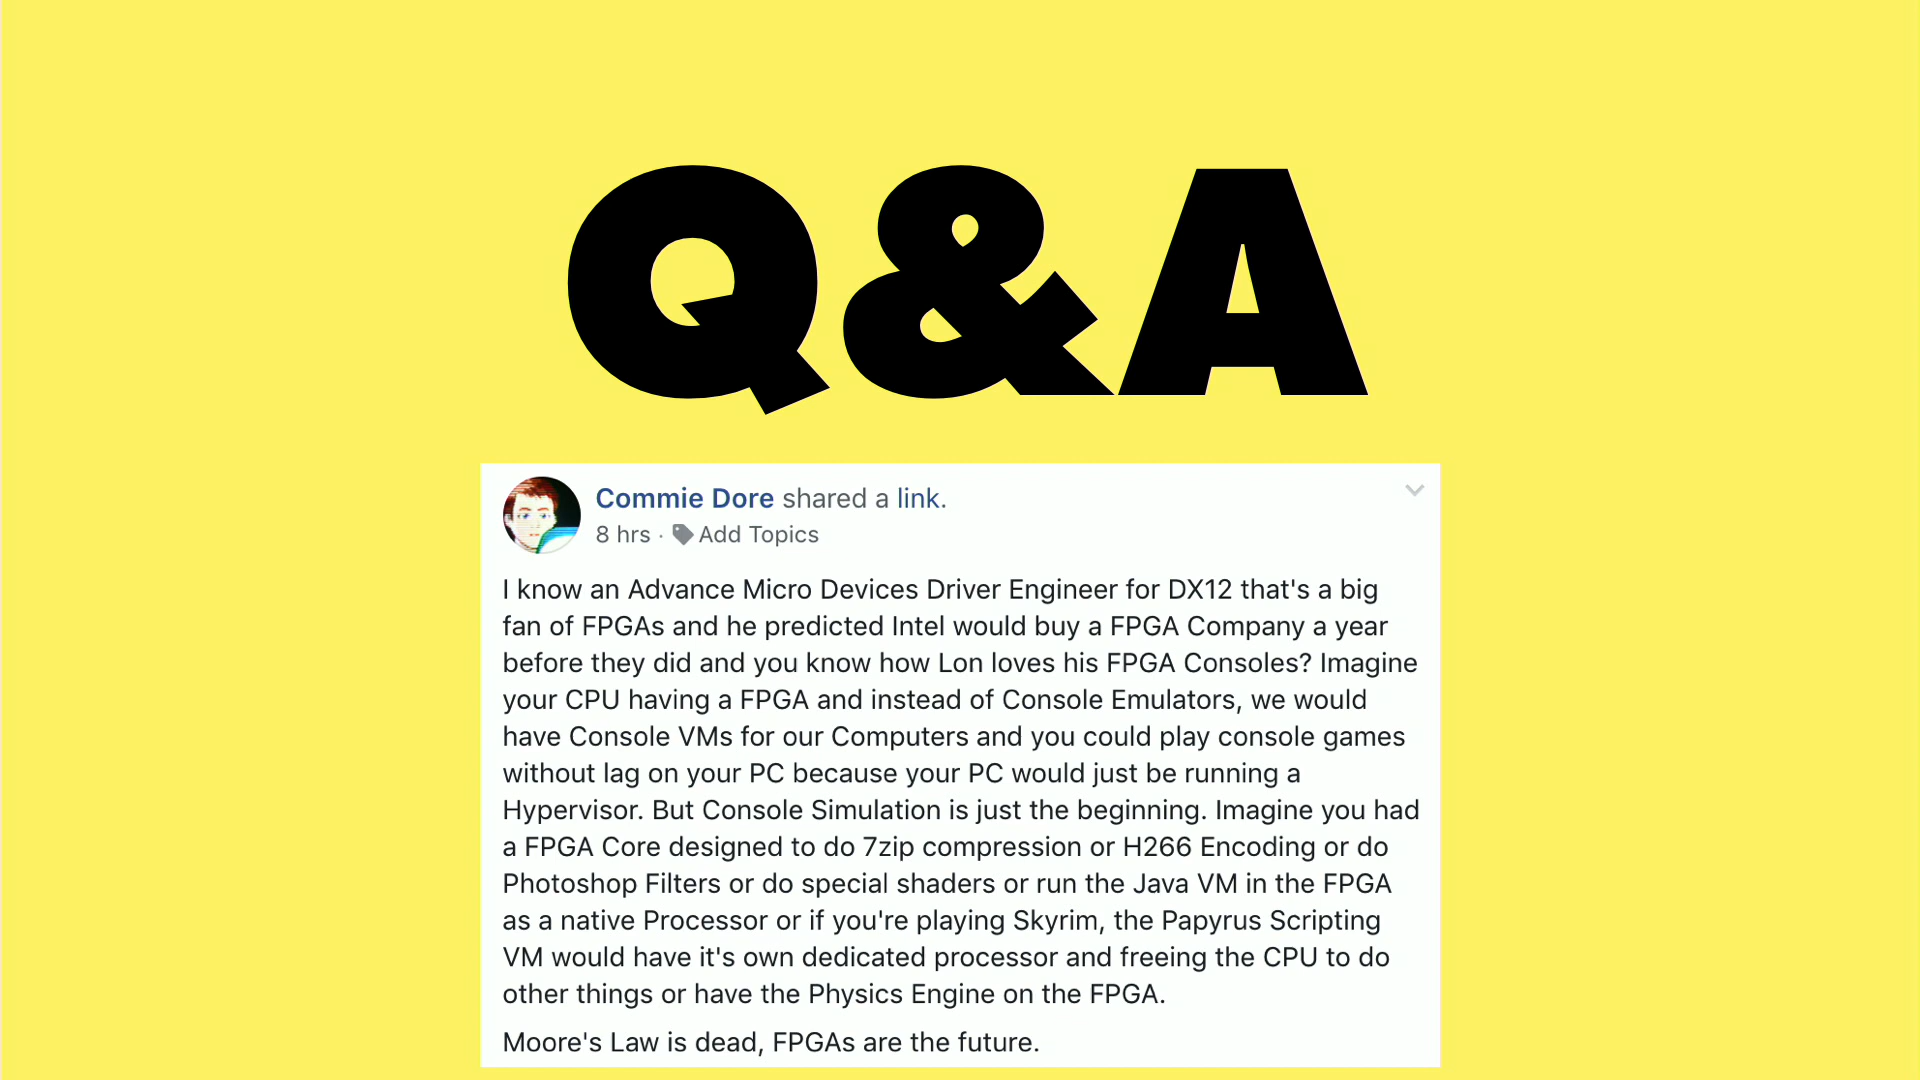 Q&A
Commie Dore shared a link.
8 hrs · Add Topics
I know an Advance Micro Devices Driver Engineer for DX12 that's a big
fan of FPGAs and he predicted Intel would buy a FPGA Company a year
before they did and you know how Lon loves his FPGA Consoles? Imagine
your CPU having a FPGA and instead of Console Emulators, we would
have Console VMs for our Computers and you could play console games
without lag on your PC because your PC would just be running a
Hypervisor. But Console Simulation is just the beginning. Imagine you had
a FPGA Core designed to do 7zip compression or H266 Encoding or do
Photoshop Filters or do special shaders or run the Java VM in the FPGA
as a native Processor or if you're playing Skyrim, the Papyrus Scripting
VM would have it's own dedicated processor and freeing the CPU to do
other things or have the Physics Engine on the FPGA.
Moore's Law is dead, FPGAs are the future.